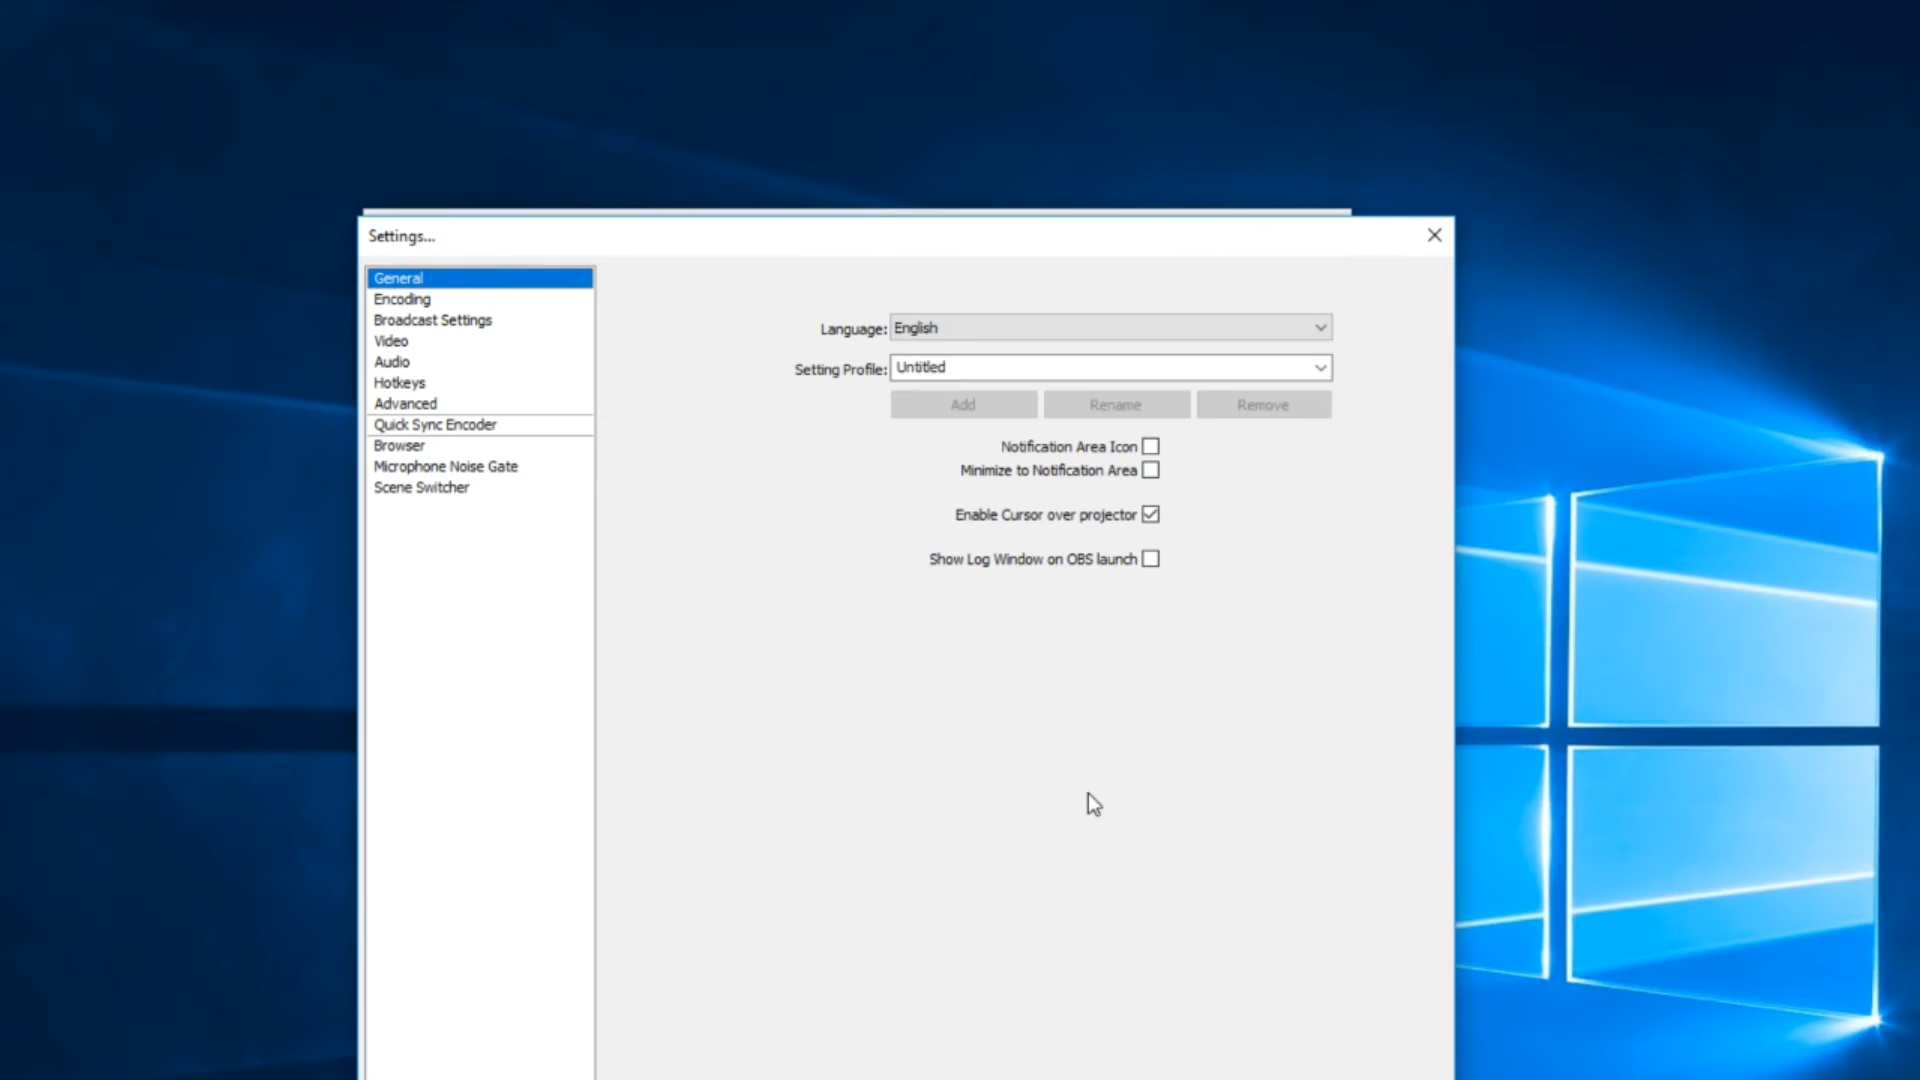 Settings...
General
Encoding
Broadcast Settings
Video
Audio
Hotkeys
Advanced
Quick Sync Encoder
Browser
Microphone Noise Gate
Scene Switcher
Language: English
Setting Profile: Untitled
Add Rename Remove
Notification Area Icon
Minimize to Notification Area
Enable Cursor over projector
Show Log Window on OBS launch